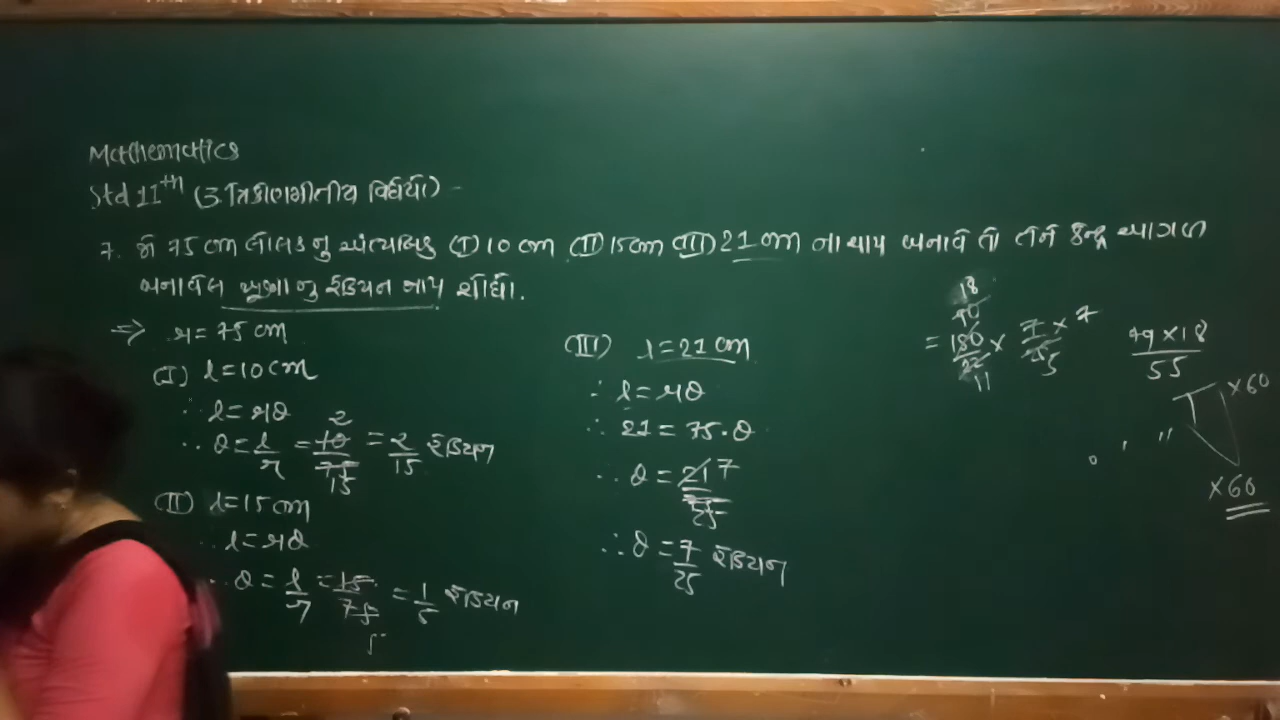 Mathematics
Std 11th (3. ત્રિકોણમીતીય વિધેયો) -
7. જો 75 cm લોલકનું અંત્યબિંદુ (I) 10 cm (II) 15cm (III) 21 cm ના ચાપ બનાવે તો તેને કેન્દ્ર આગળ
બનાવેલ ખૂણાનું રેડિયન માપ શોધો.
⇒ r = 75 cm
(I) l = 10 cm
∴ l = rθ
∴ θ = l/r = 10/75 = 2/15 રેડિયન
(II) l = 15 cm
∴ l = rθ
∴ θ = l/r = 15/75 = 1/5 રેડિયન
(III) l = 21 cm
∴ l = rθ
∴ 21 = 75·θ
∴ θ = 21/75
∴ θ = 7/25 રેડિયન
= 180/22 × 7/25 × 7
49 × 18 / 55
× 60
° ' "
× 60